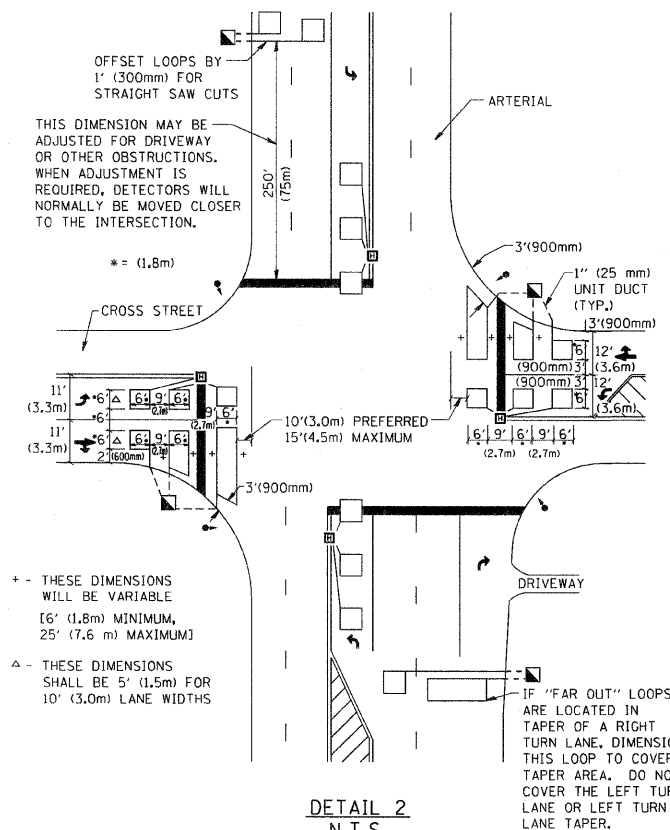 OFFSET LOOPS BY
1' (300mm) FOR
STRAIGHT SAW CUTS
THIS DIMENSION MAY BE
ADJUSTED FOR DRIVEWAY
OR OTHER OBSTRUCTIONS.
WHEN ADJUSTMENT IS
REQUIRED, DETECTORS WILL
NORMALLY BE MOVED CLOSER
TO THE INTERSECTION.
* = (1.8m)
250'
(75m)
ARTERIAL
CROSS STREET
3'(900mm)
1" (25 mm)
UNIT DUCT
(TYP.)
3'(900mm)
*6'
12'
(900mm) 3'
(3.6m)
(900mm) 3'
12'
*6'
(3.6m)
H
H
H
H
6' 9' 6' 9' 6'
* * *
(2.7m) (2.7m)
11'
(3.3m)
*6'
6' 9' 6'
(2.7m)
*6'
9' 6'
(2.7m) *
11'
(3.3m)
*6'
6' 9' 6'
2' (600mm)
10'(3.0m) PREFERRED
15'(4.5m) MAXIMUM
3'(900mm)
+ - THESE DIMENSIONS
WILL BE VARIABLE
[6' (1.8m) MINIMUM,
25' (7.6 m) MAXIMUM]
△ - THESE DIMENSIONS
SHALL BE 5' (1.5m) FOR
10' (3.0m) LANE WIDTHS
DRIVEWAY
IF "FAR OUT" LOOPS
ARE LOCATED IN
TAPER OF A RIGHT
TURN LANE, DIMENSIO
THIS LOOP TO COVER
TAPER AREA. DO NO
COVER THE LEFT TUR
LANE OR LEFT TURN
LANE TAPER.
DETAIL 2
N.T.S.